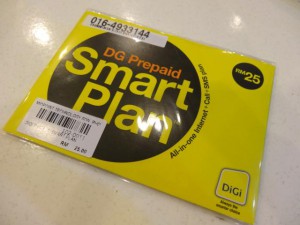 016-4933144
DG Prepaid
Smart
Plan
RM25
All-in-one Internet + Call + SMS plan
RM 25.00
DiGi